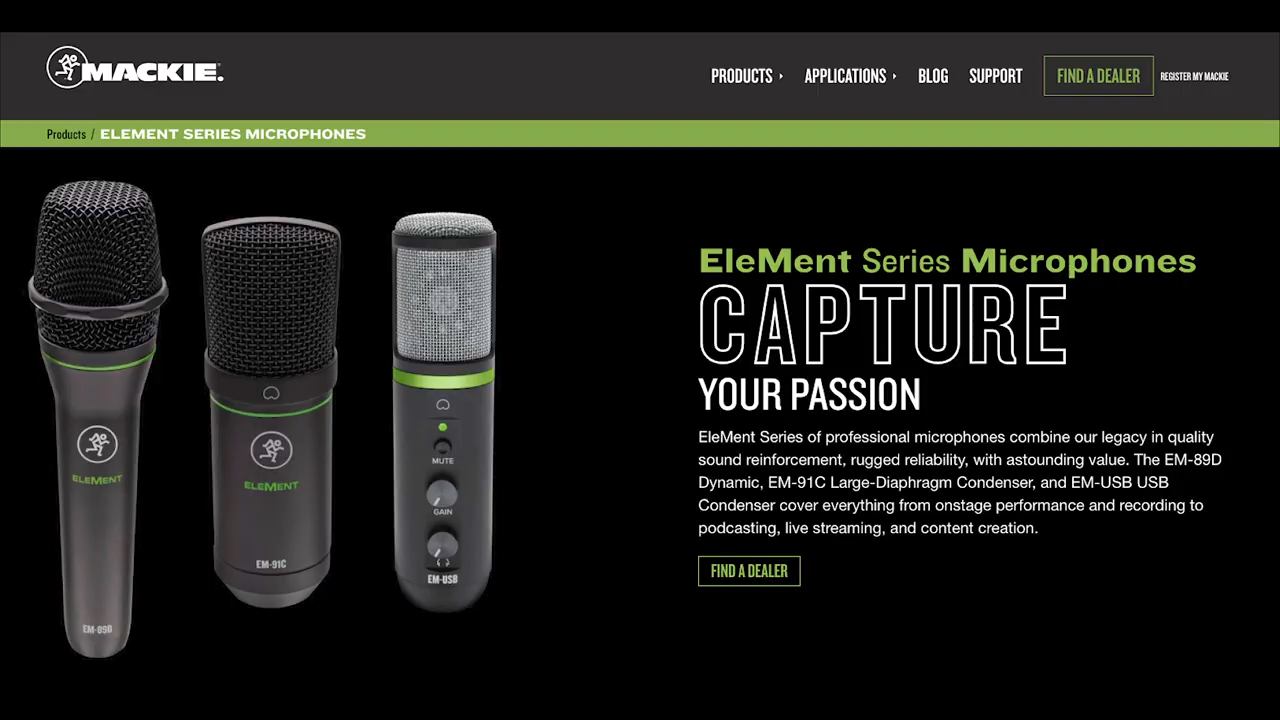 MACKIE.
PRODUCTS
APPLICATIONS
BLOG
SUPPORT
FIND A DEALER
REGISTER MY MACKIE
Products / ELEMENT SERIES MICROPHONES
EleMent Series Microphones
CAPTURE
YOUR PASSION
EleMent Series of professional microphones combine our legacy in quality
sound reinforcement, rugged reliability, with astounding value. The EM-89D
Dynamic, EM-91C Large-Diaphragm Condenser, and EM-USB USB
Condenser cover everything from onstage performance and recording to
podcasting, live streaming, and content creation.
FIND A DEALER
ELEMENT
EM-89D
ELEMENT
EM-91C
MUTE
GAIN
EM-USB